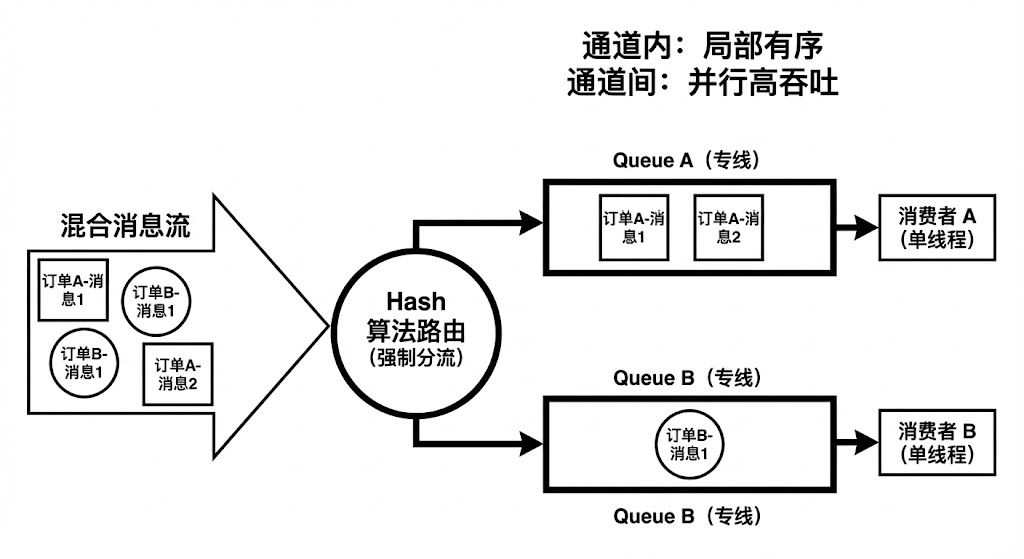 通道内：局部有序
通道间：并行高吞吐
混合消息流
订单A-消
息1
订单B-
消息1
订单B-
消息1
订单A-
消息2
Hash
算法路由
（强制分流）
Queue A（专线）
订单A-消
息1
订单A-消
息2
消费者 A
（单线程）
Queue B（专线）
订单B-
消息1
消费者 B
（单线程）
Queue B（专线）